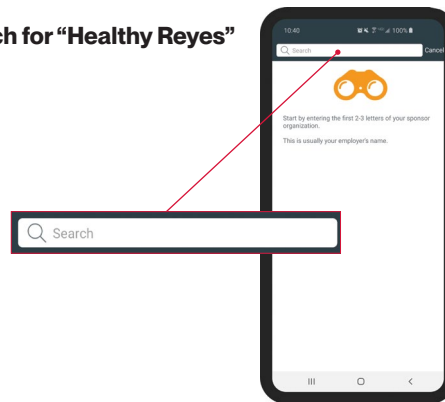 ch for “Healthy Reyes”
10:40
100%
Search
Cancel
Start by entering the first 2-3 letters of your sponsor
organization.
This is usually your employer's name.
Search